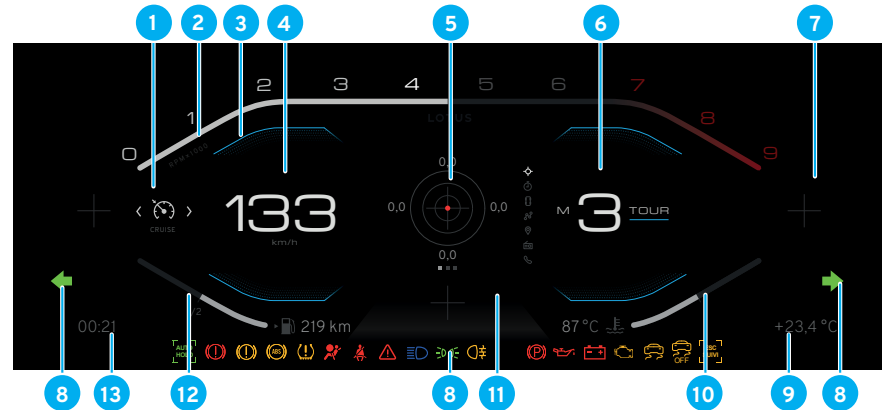 1 2 3 4 5 6 7
0 1 2 3 4 5 6 7 8 9
RPM×1000
LOTUS
0,0
0,0 0,0
0,0
CRUISE
133
km/h
M 3 TOUR
00:21
1/2
219 km
87 °C
+23,4 °C
AUTO
HOLD
ABS
P
OFF
8 13 12 8 11 10 9 8